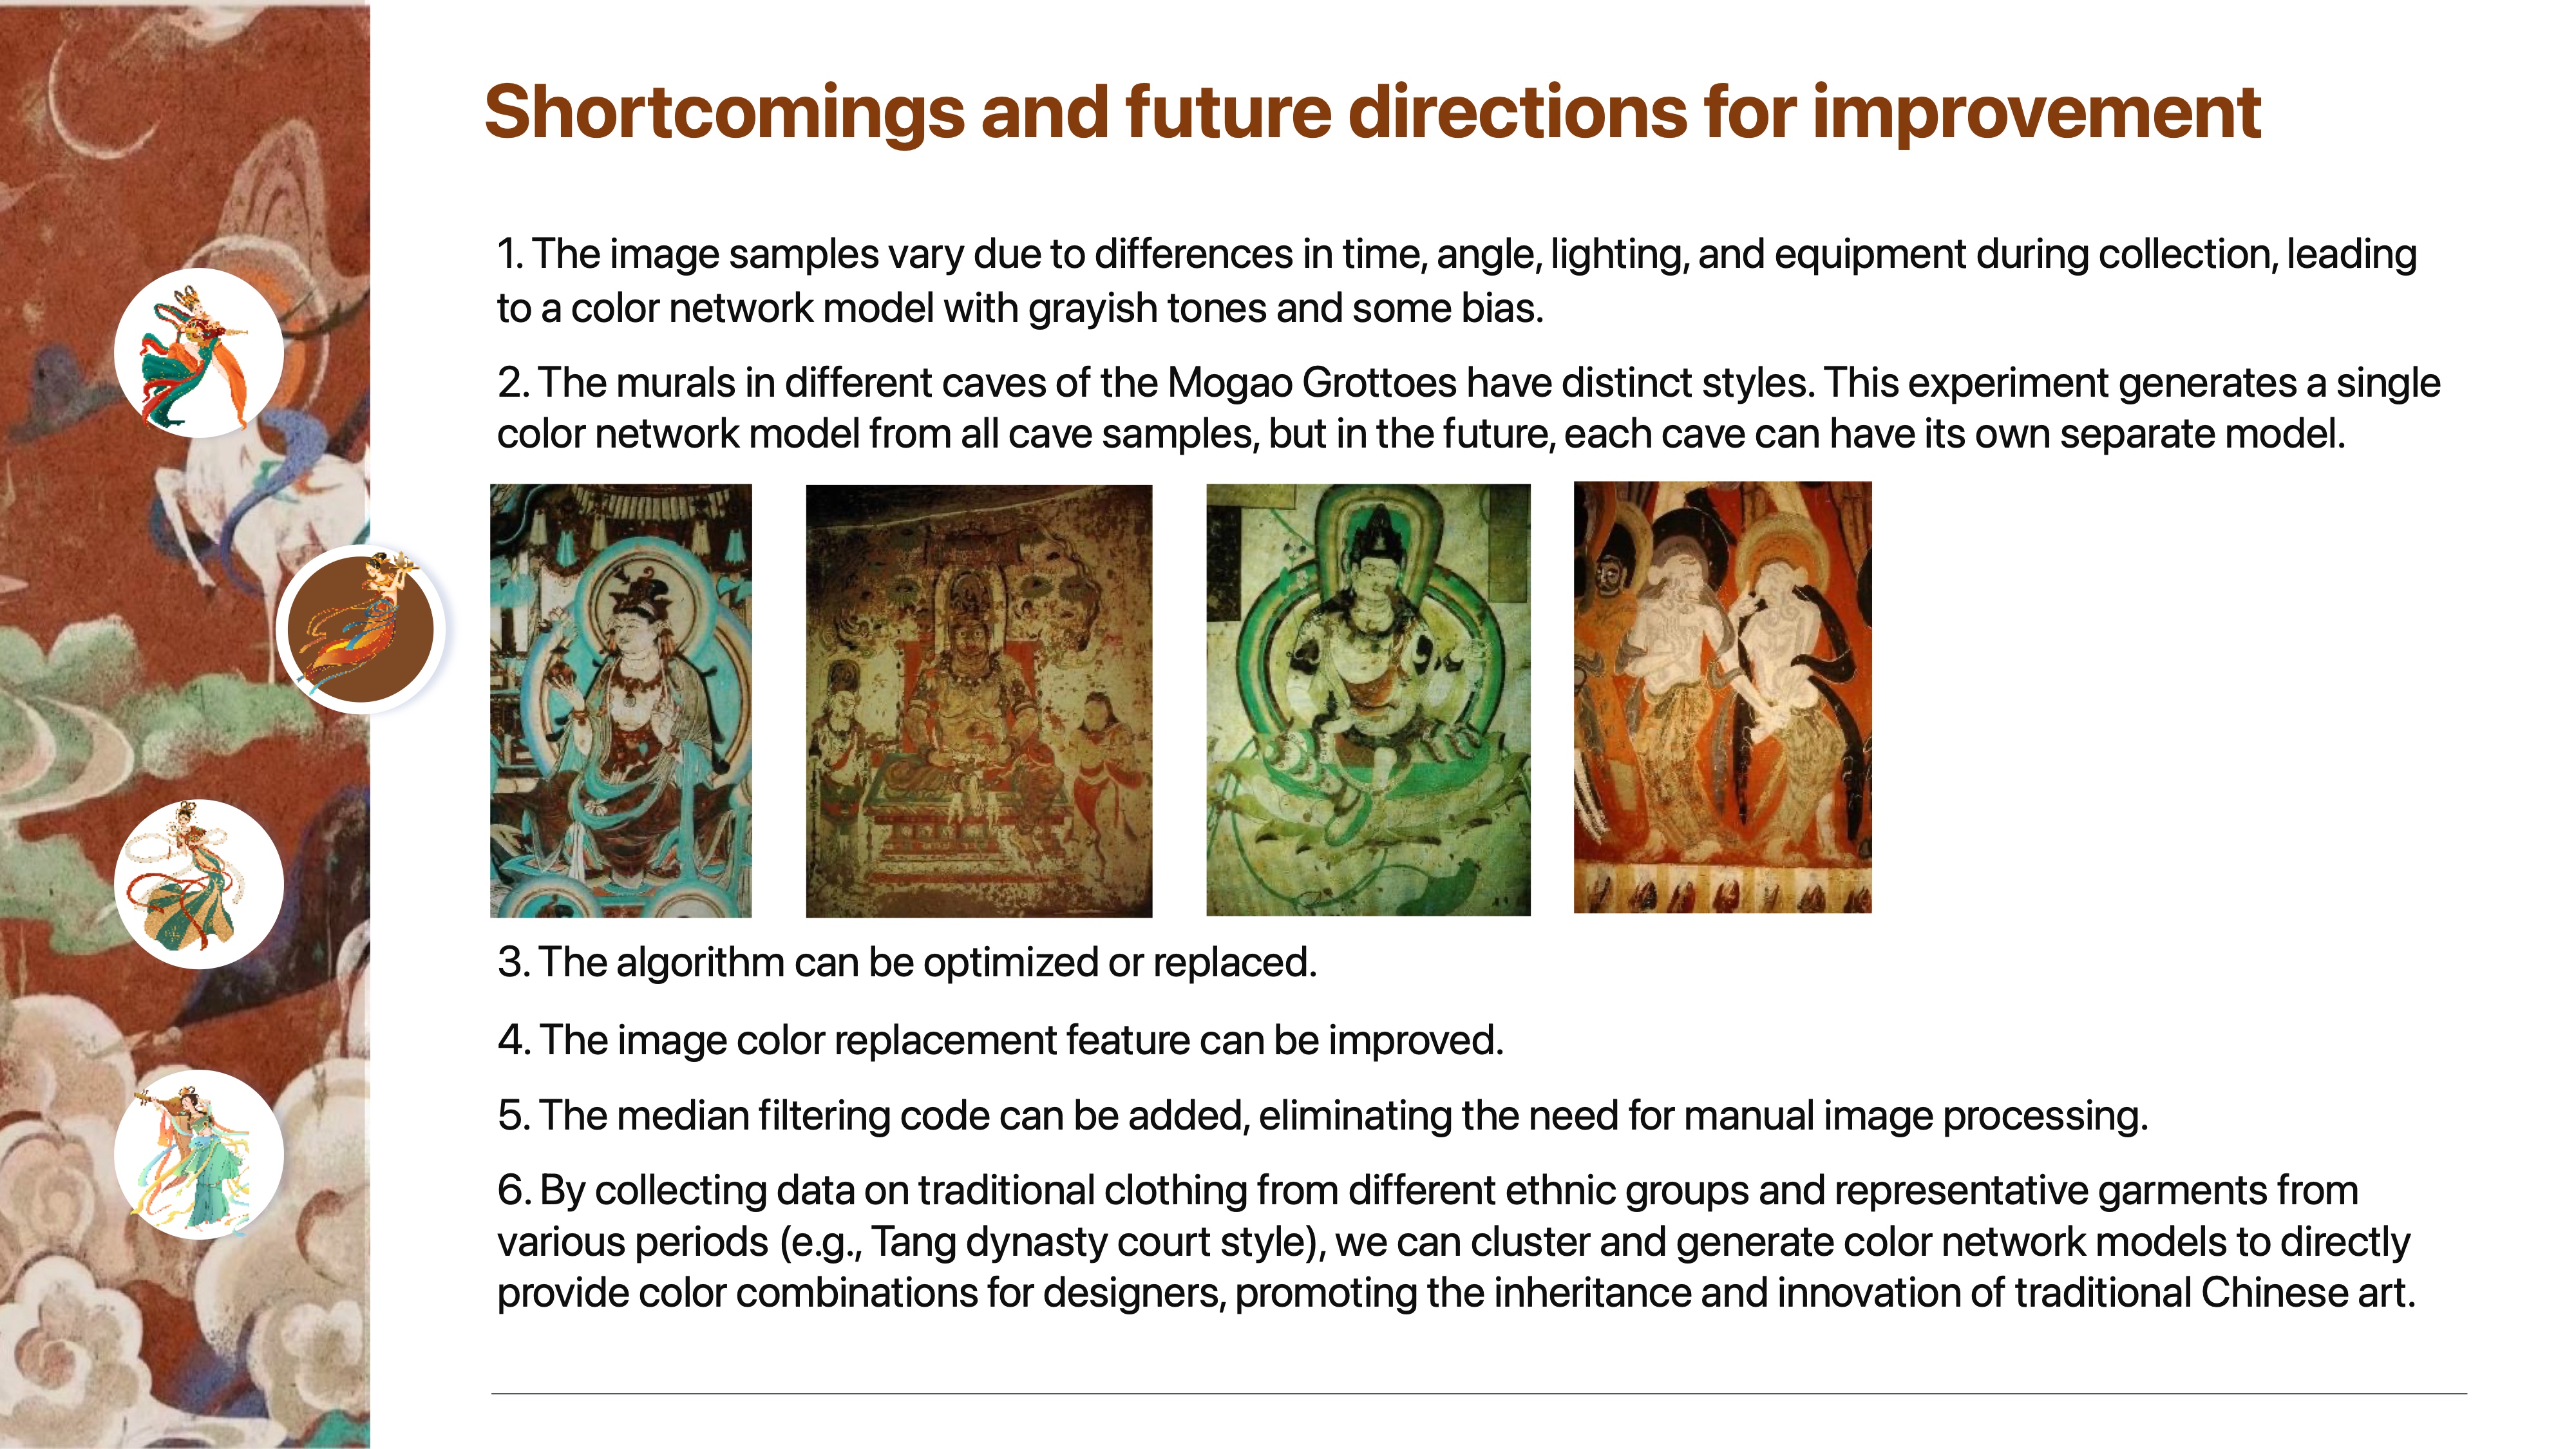 Shortcomings and future directions for improvement
1. The image samples vary due to differences in time, angle, lighting, and equipment during collection, leading
to a color network model with grayish tones and some bias.
2. The murals in different caves of the Mogao Grottoes have distinct styles. This experiment generates a single
color network model from all cave samples, but in the future, each cave can have its own separate model.
3. The algorithm can be optimized or replaced.
4. The image color replacement feature can be improved.
5. The median filtering code can be added, eliminating the need for manual image processing.
6. By collecting data on traditional clothing from different ethnic groups and representative garments from
various periods (e.g., Tang dynasty court style), we can cluster and generate color network models to directly
provide color combinations for designers, promoting the inheritance and innovation of traditional Chinese art.